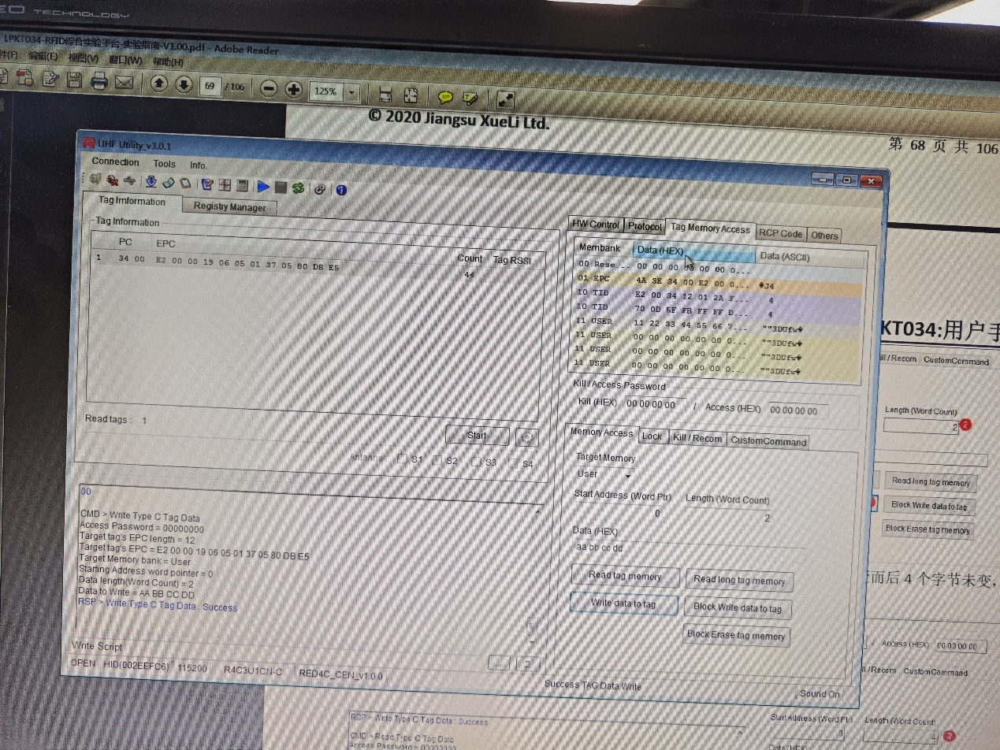 TECHNOLOGY
LPKT034-RFID综合实验平台-实验指南-V1.00.pdf - Adobe Reader
件(F) 编辑(E) 视图(V) 窗口(W) 帮助(H)
69 / 106 125%
© 2020 Jiangsu XueLi Ltd.
第 68 页 共 106
UHF Utility_v3.0.1
Connection Tools Info.
Tag Imformation Registry Manager
Tag Information
PC EPC Count Tag RSSI
1 34 00 E2 00 00 19 06 05 01 37 05 80 DB E5 44
Read tags : 1
Start
Antenna S1 S2 S3 S4
00
CMD > Write Type C Tag Data
Access Password = 00000000
Target tag's EPC length = 12
Target tag's EPC = E2 00 00 19 06 05 01 37 05 80 DB E5
Target Memory bank = User
Starting Address word pointer = 0
Data length(Word Count) = 2
Data to Write = AA BB CC DD
RSP > Write Type C Tag Data : Success
Write Script
OPEN HID(002EEFC6) 115200 R4C3U1CN-C RED4C_CEN_v1.0.0
Success TAG Data Write
Sound On
HW Control Protocol Tag Memory Access RCP Code Others
Membank Data (HEX) Data (ASCII)
00 Rese... 00 00 00 00 00 00 0...
01 EPC 4A 3E 34 00 E2 00 0... �J4
10 TID E2 00 34 12 01 2A F... 4
10 TID 70 0D 5F FB FF FF D... 4
11 USER 11 22 33 44 55 66 7... ""3DUfw�
11 USER 00 00 00 00 00 00 0... ""3DUfw�
11 USER 00 00 00 00 00 00 0... ""3DUfw�
11 USER 00 00 00 00 00 00 0... ""3DUfw�
Kill / Access Password
Kill (HEX) 00 00 00 00 / Access (HEX) 00 00 00 00
Memory Access Lock Kill / Recom CustomCommand
Target Memory
User
Start Address (Word Ptr) Length (Word Count)
0 2
Data (HEX)
aa bb cc dd
Read tag memory Read long tag memory
Write data to tag Block Write data to tag
Block Erase tag memory
KT034:用户手
ill / Recom CustomCommand
Length (Word Count)
2 2
Read long tag memory
Block Write data to tag
Block Erase tag memory
而后 4 个字节未变,
/ Access (HEX) 00 00 00 00
ll / Recom CustomCommand
RSP > Write Type C Tag Data : Success
CMD > Read Type C Tag Data
Access Password = 00000000
Start Address (Word Ptr) Length (Word Count)
0 4 2
Data (HEX)